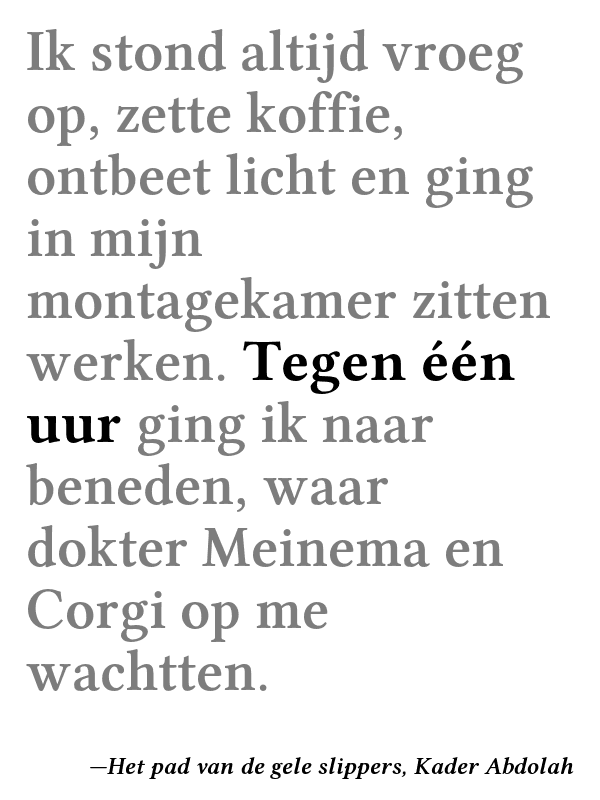 Ik stond altijd vroeg
op, zette koffie,
ontbeet licht en ging
in mijn
montagekamer zitten
werken. Tegen één
uur ging ik naar
beneden, waar
dokter Meinema en
Corgi op me
wachtten.
—Het pad van de gele slippers, Kader Abdolah